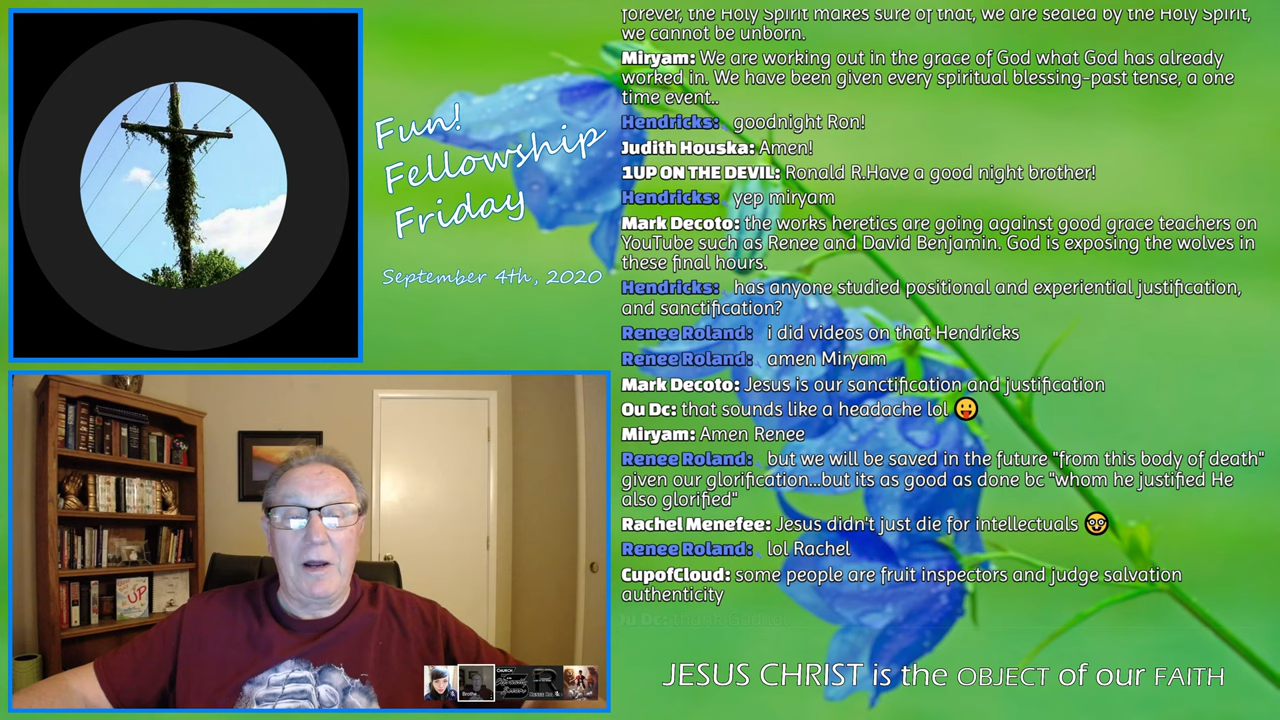 Fun!
Fellowship
Friday
September 4th, 2020
forever, the Holy Spirit makes sure of that, we are sealed by the Holy Spirit,
we cannot be unborn.
Miryam: We are working out in the grace of God what God has already
worked in. We have been given every spiritual blessing-past tense, a one
time event..
Hendricks: goodnight Ron!
Judith Houska: Amen!
1UP ON THE DEVIL: Ronald R.Have a good night brother!
Hendricks: yep miryam
Mark Decoto: the works heretics are going against good grace teachers on
YouTube such as Renee and David Benjamin. God is exposing the wolves in
these final hours.
Hendricks: has anyone studied positional and experiential justification,
and sanctification?
Renee Roland: i did videos on that Hendricks
Renee Roland: amen Miryam
Mark Decoto: Jesus is our sanctification and justification
Ou Dc: that sounds like a headache lol 😛
Miryam: Amen Renee
Renee Roland: but we will be saved in the future "from this body of death"
given our glorification...but its as good as done bc "whom he justified He
also glorified"
Rachel Menefee: Jesus didn't just die for intellectuals 🤓
Renee Roland: lol Rachel
CupofCloud: some people are fruit inspectors and judge salvation
authenticity
UP
Brothe...
JESUS CHRIST is the OBJECT of our FAITH